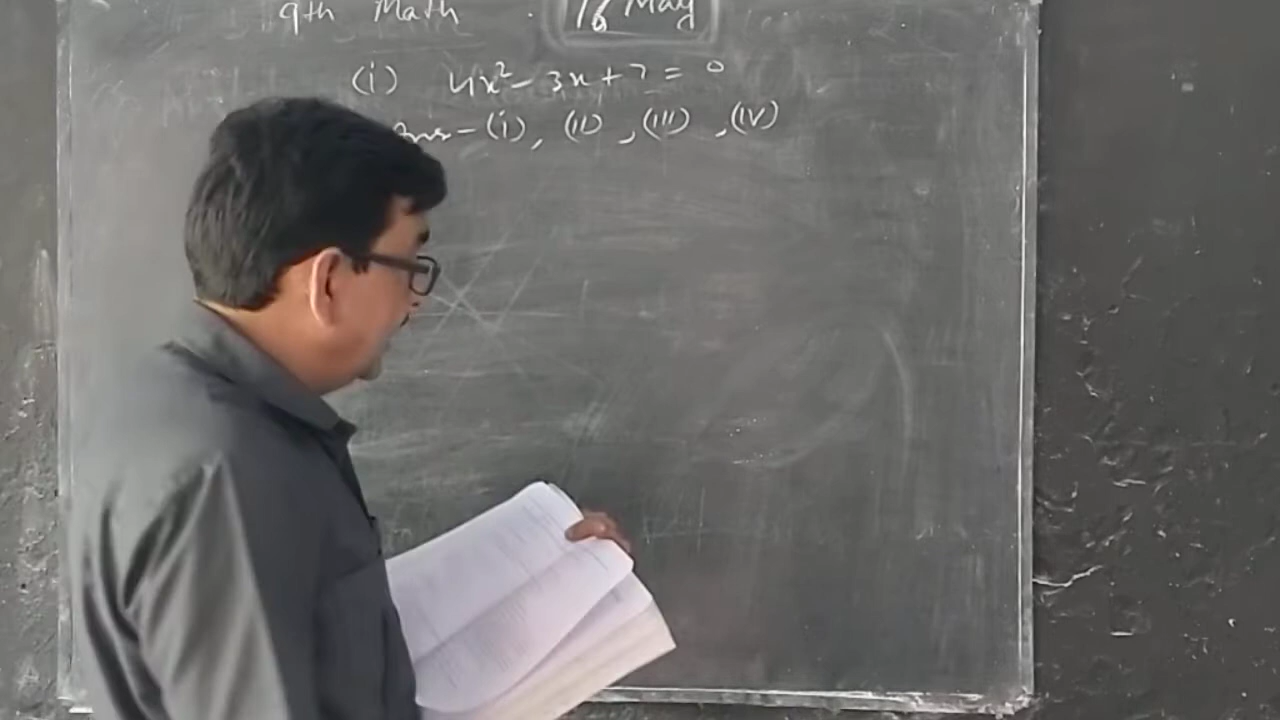 9th Math . 16 May
(i) 4x² - 3x + 7 = 0
Ans - (i), (ii), (iii), (iv)